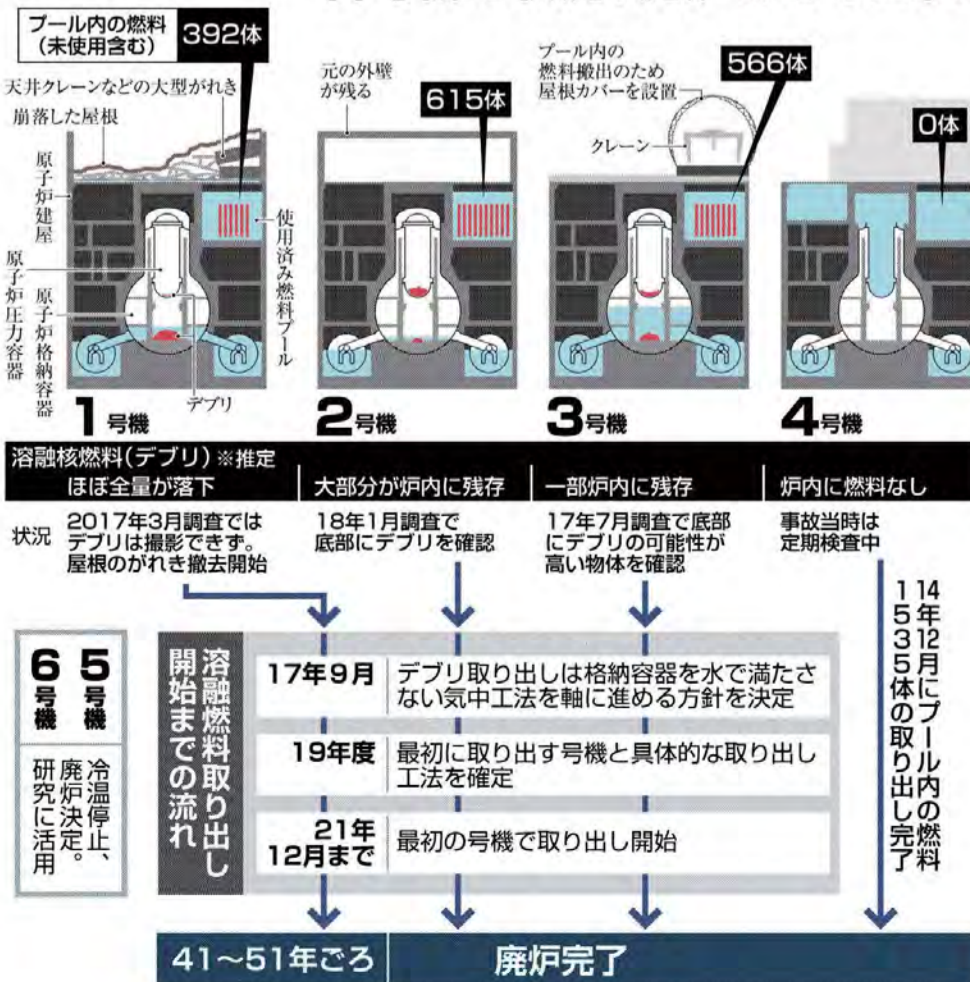 プール内の燃料
(未使用含む)
392体
天井クレーンなどの大型がれき
崩落した屋根
原子炉建屋
原子炉圧力容器
原子炉格納容器
使用済み燃料プール
デブリ
1号機
元の外壁
が残る
615体
2号機
プール内の
燃料搬出のため
屋根カバーを設置
クレーン
566体
3号機
0体
4号機
溶融核燃料(デブリ)※推定
ほぼ全量が落下
大部分が炉内に残存
一部炉内に残存
炉内に燃料なし
状況
2017年3月調査では
デブリは撮影できず。
屋根のがれき撤去開始
18年1月調査で
底部にデブリを確認
17年7月調査で底部
にデブリの可能性が
高い物体を確認
事故当時は
定期検査中
14年12月にプール内の燃料
1535体の取り出し完了
5号機
6号機
冷温停止、
廃炉決定。
研究に活用
溶融燃料取り出し
開始までの流れ
17年9月
デブリ取り出しは格納容器を水で満たさ
ない気中工法を軸に進める方針を決定
19年度
最初に取り出す号機と具体的な取り出し
工法を確定
21年
12月まで
最初の号機で取り出し開始
41～51年ごろ
廃炉完了